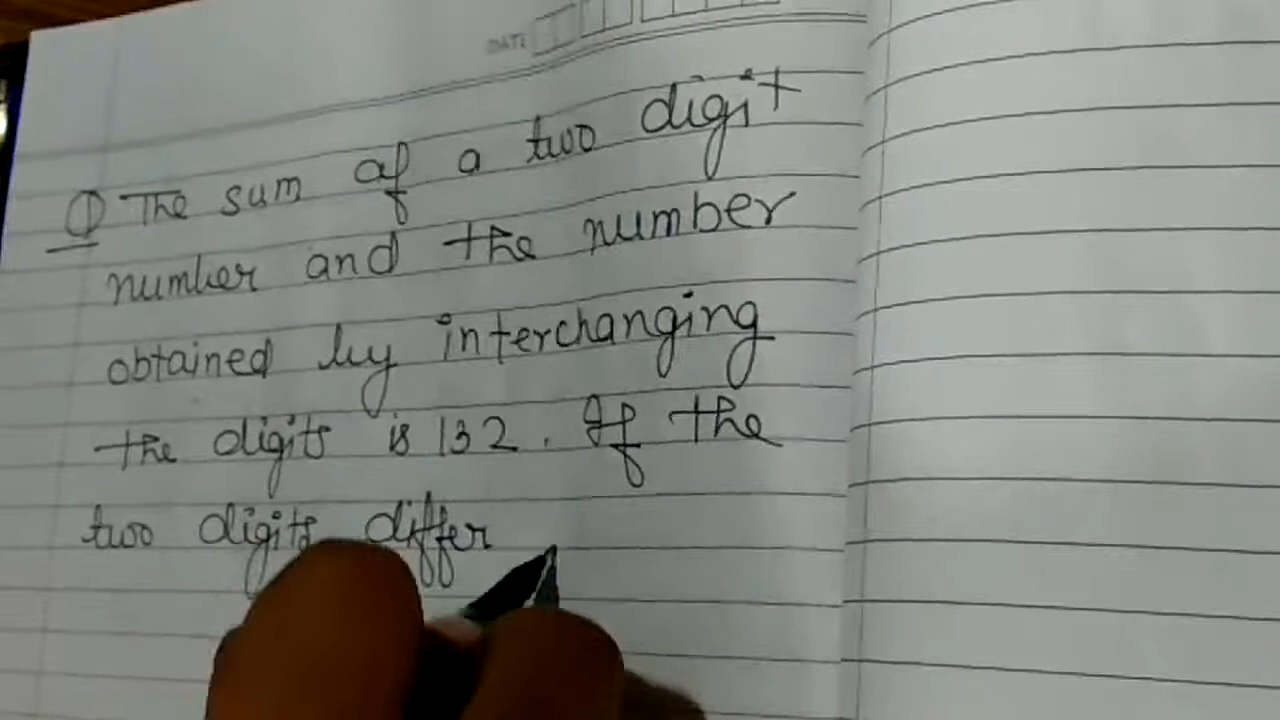 DATE
Q The sum of a two digit
number and the number
obtained by interchanging
the digits is 132. If the
two digits differ